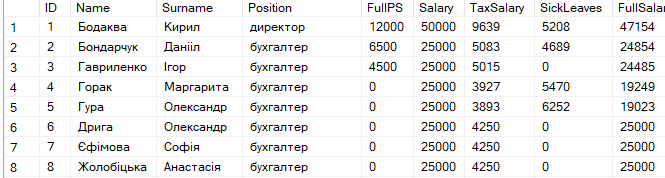 ID Name Surname Position FullPS Salary TaxSalary SickLeaves FullSalar
1 1 Бодаква Кирил директор 12000 50000 9639 5208 47154
2 2 Бондарчук Данііл бухгалтер 6500 25000 5083 4689 24854
3 3 Гавриленко Ігор бухгалтер 4500 25000 5015 0 24485
4 4 Горак Маргарита бухгалтер 0 25000 3927 5470 19249
5 5 Гура Олександр бухгалтер 0 25000 3893 6252 19023
6 6 Дрига Олександр бухгалтер 0 25000 4250 0 25000
7 7 Єфімова Софія бухгалтер 0 25000 4250 0 25000
8 8 Жолобіцька Анастасія бухгалтер 0 25000 4250 0 25000